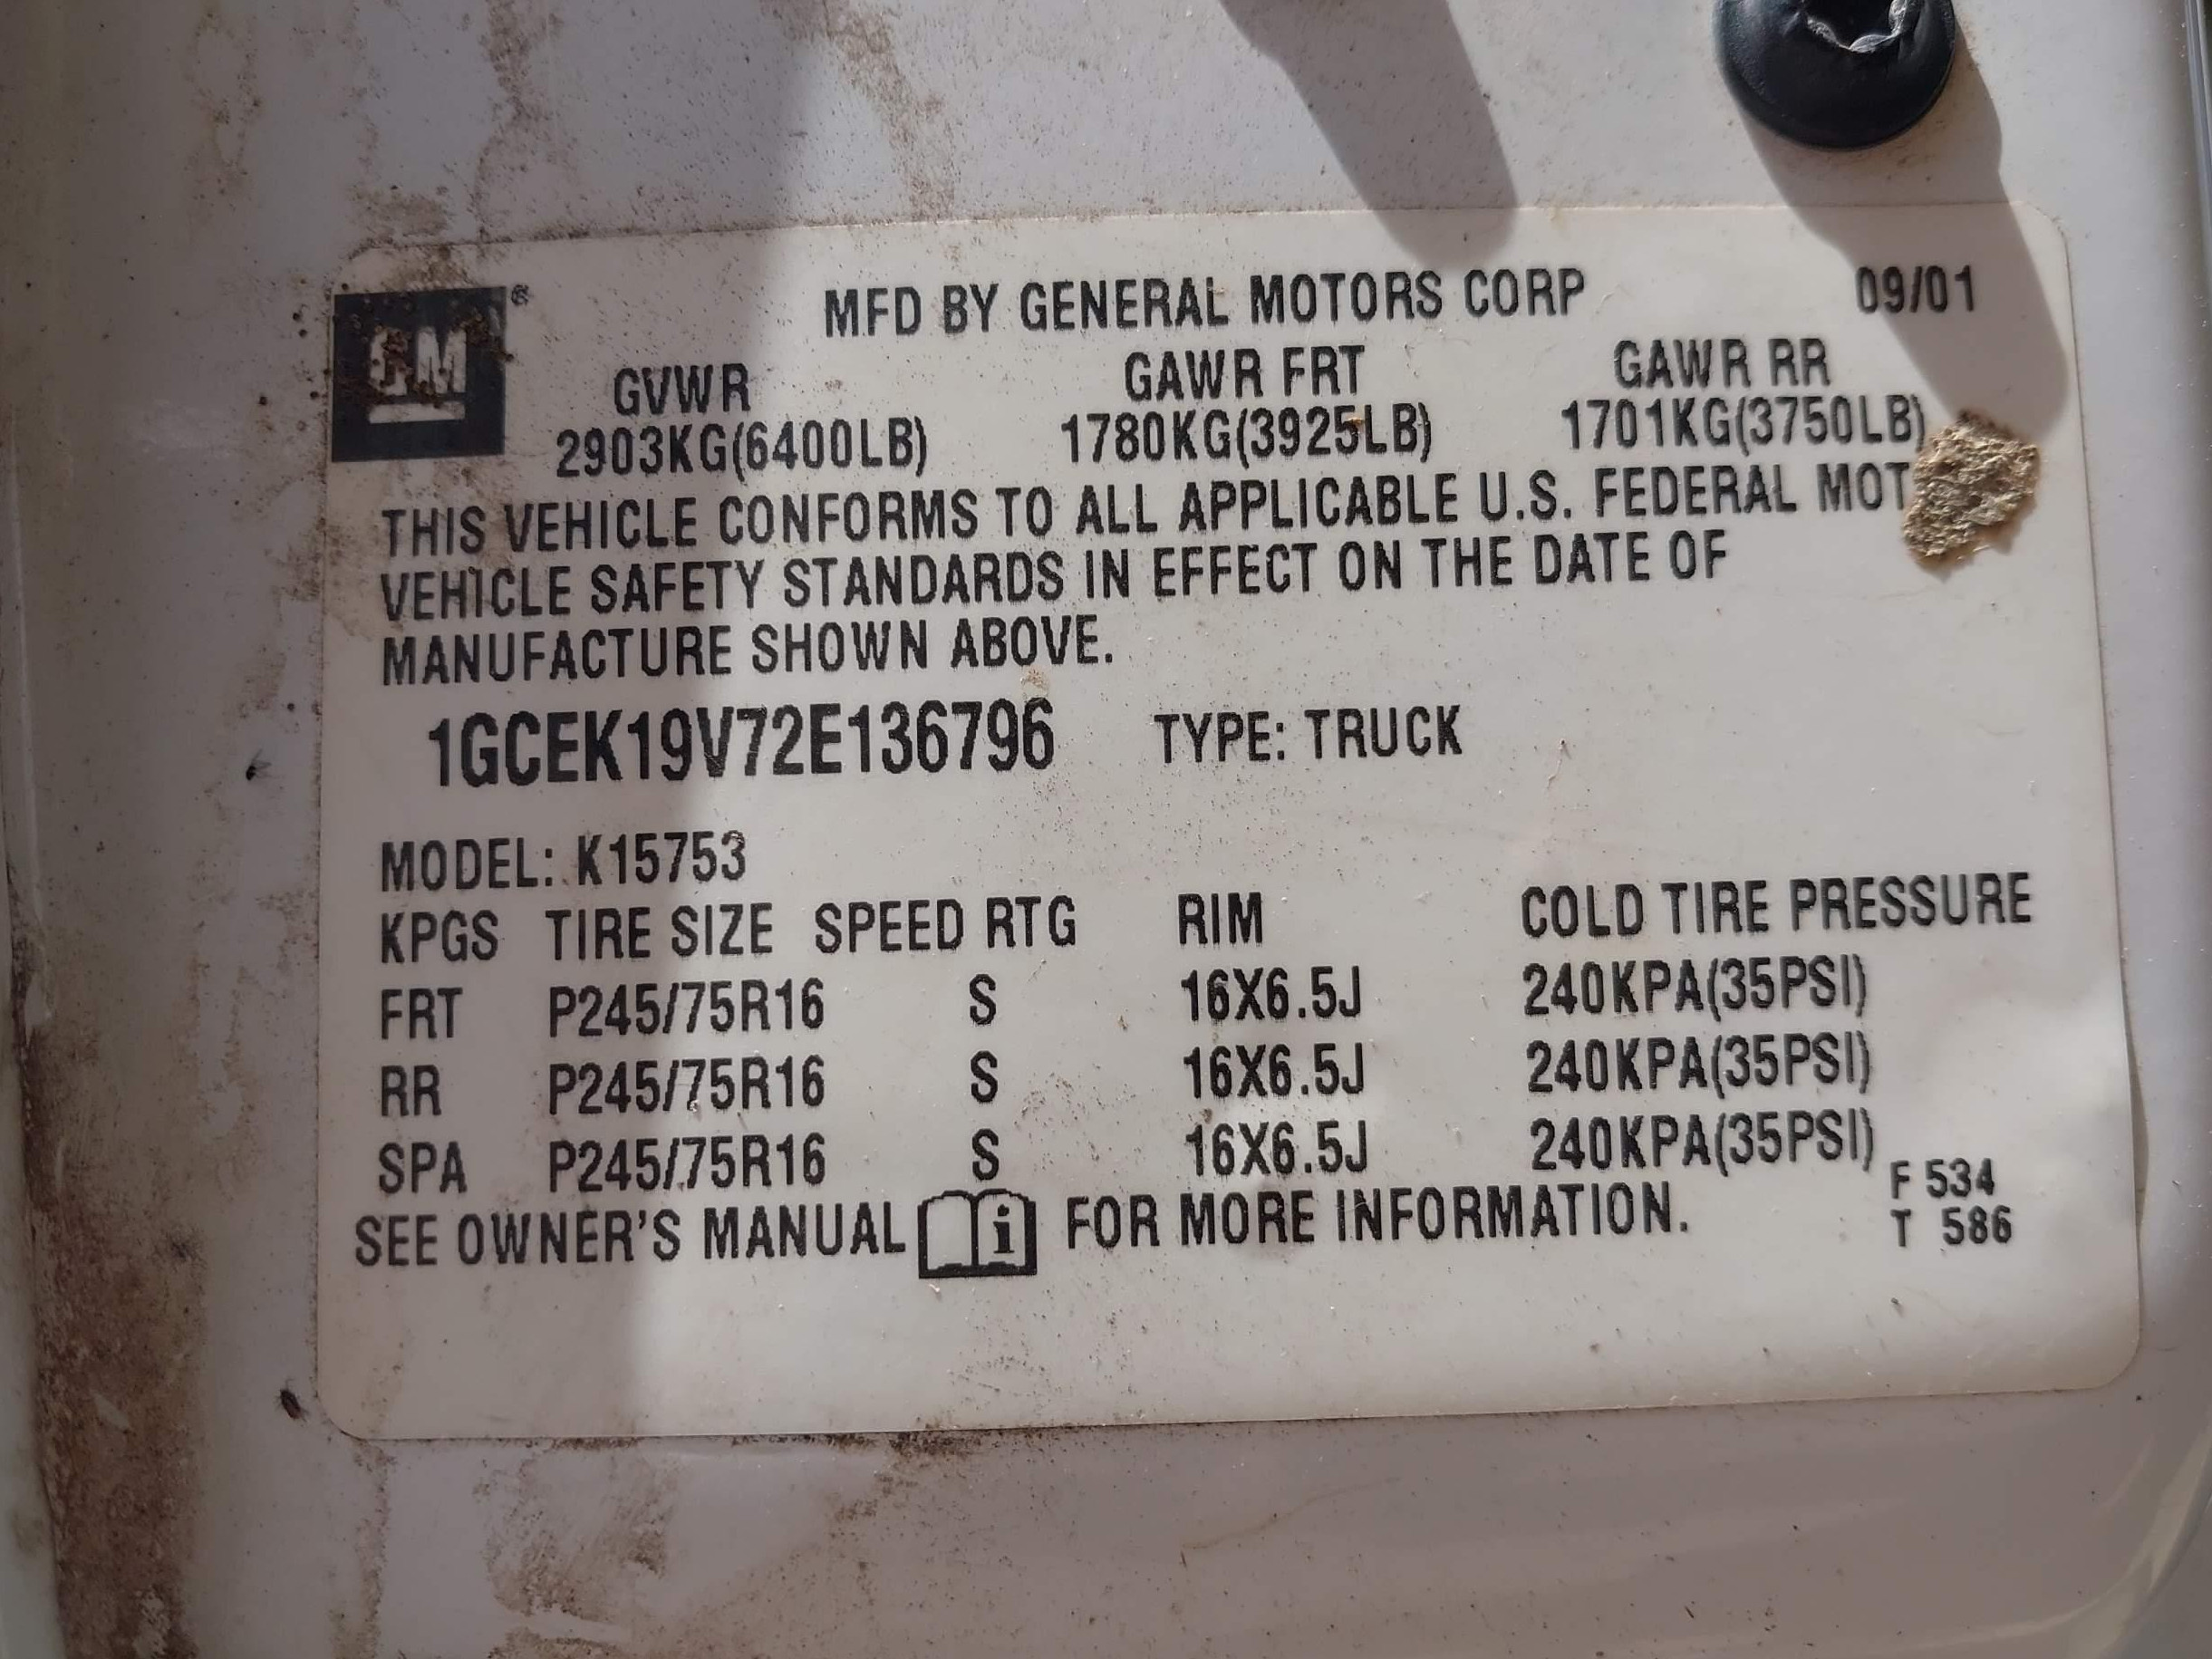 GM ®
MFD BY GENERAL MOTORS CORP 09/01
GVWR GAWR FRT GAWR RR
2903KG(6400LB) 1780KG(3925LB) 1701KG(3750LB)
THIS VEHICLE CONFORMS TO ALL APPLICABLE U.S. FEDERAL MOT
VEHICLE SAFETY STANDARDS IN EFFECT ON THE DATE OF
MANUFACTURE SHOWN ABOVE.
1GCEK19V72E136796 TYPE: TRUCK
MODEL: K15753
KPGS TIRE SIZE SPEED RTG RIM COLD TIRE PRESSURE
FRT P245/75R16 S 16X6.5J 240KPA(35PSI)
RR P245/75R16 S 16X6.5J 240KPA(35PSI)
SPA P245/75R16 S 16X6.5J 240KPA(35PSI)
SEE OWNER'S MANUAL i FOR MORE INFORMATION.
F 534
T 586